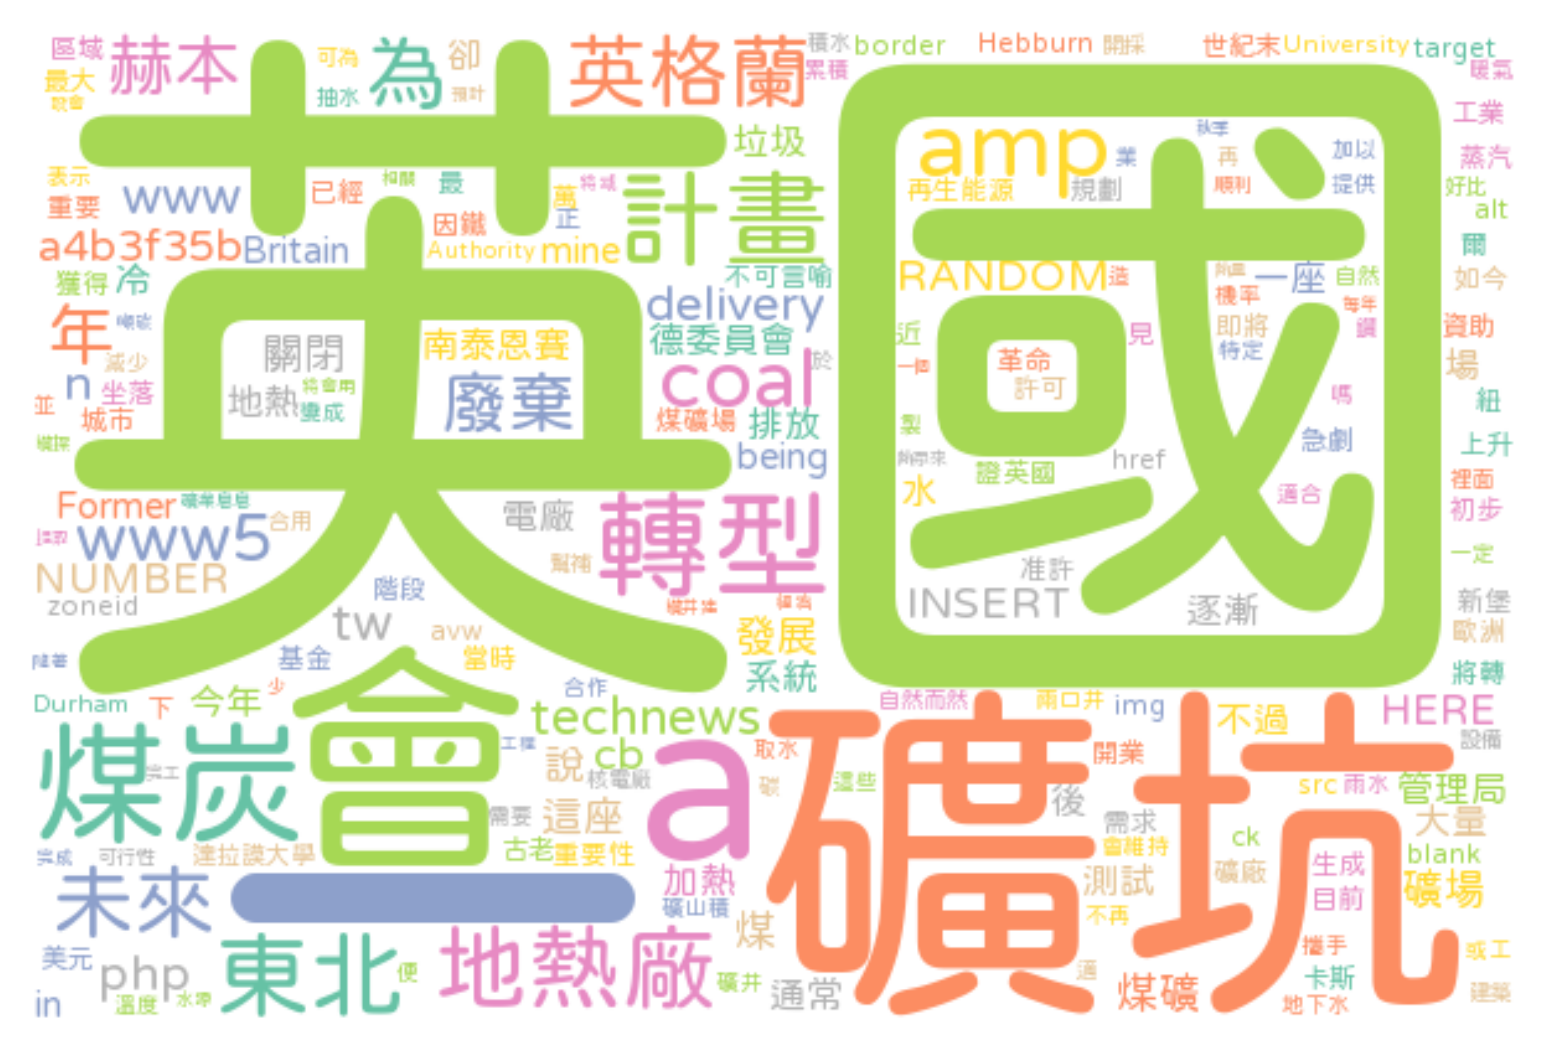 區域 赫本 可為 為 卻 英格蘭 積水 border Hebburn 開採 世紀末 University target
最大 抽水 累積 暖氣
英國
垃圾 amp 業 再 加以 工業
表示 www 已經 最 萬 計畫 再生能源 規劃 順利 提供 蒸汽
重要 因鐵 正 好比 alt
a4b3f35b Britain Authority mine 爾
獲得 冷 不可言喻 RANDOM 造 一座 自然 如今
年 delivery 機率 每年
減少 關閉 南泰恩賽 德委員會 近 見 即將 鎳 資助
n 坐落 地熱 變成 將會用 廢棄 coal 於 一個 革命 特定 場
並 城市 煤礦場 排放 許可 嗎 紐
being 製 href 急劇 上升
Former 證英國 水 適合 裡面
www5 合用 電廠 轉型 初步
NUMBER 幫補 准許 一定
zoneid 階段 tw avw INSERT 逐漸 新堡
發展 歐洲
基金 當時 系統 將轉
Durham 下 今年 會 少 合作 technews 自然而然 雨口井 img 不過 HERE
煤炭 工程 說 cb a 取水 礦坑 開業 設備
核電廠 碳 這些 後 src 雨水 管理局
需要 這座 需求 大量
完成 可行性 達拉謨大學 古老 重要性 會維持 ck blank
未來 一 加熱 測試 礦廠 生成 礦場
礦山積 煤 不再 目前
美元 php 東北 便 地熱廠 礦井 通常 煤礦 攜手 或工
in 溫度 卡斯 建築
地下水